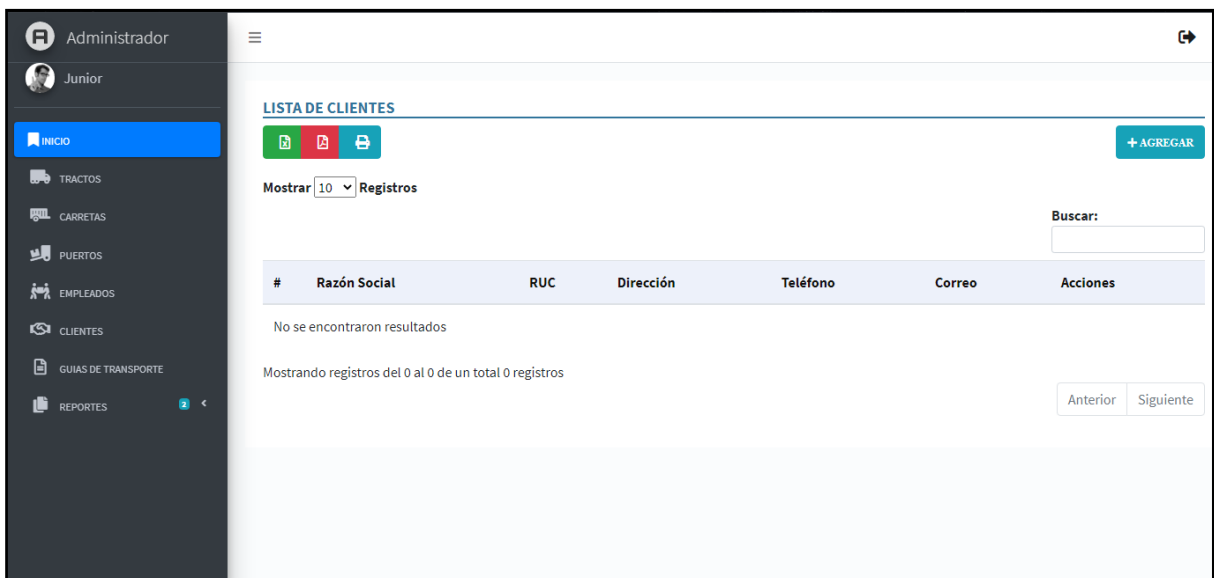 Administrador
Junior
INICIO
TRACTOS
CARRETAS
PUERTOS
EMPLEADOS
CLIENTES
GUIAS DE TRANSPORTE
REPORTES 2
LISTA DE CLIENTES
+ AGREGAR
Mostrar 10 Registros
Buscar:
# Razón Social RUC Dirección Teléfono Correo Acciones
No se encontraron resultados
Mostrando registros del 0 al 0 de un total 0 registros
Anterior Siguiente